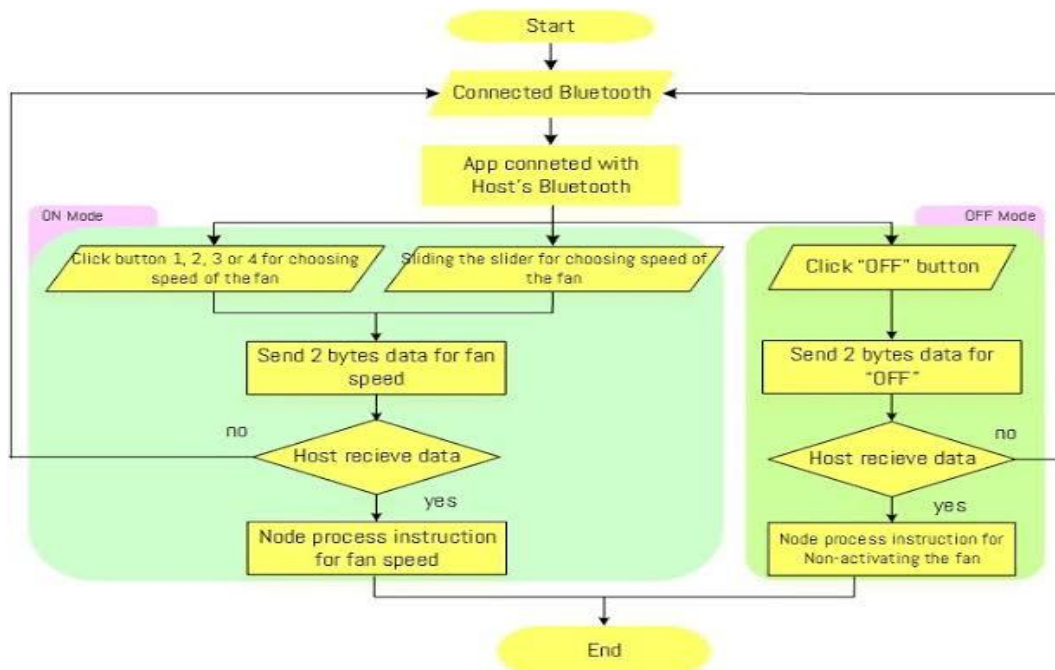 Start
Connected Bluetooth
App conneted with
Host's Bluetooth
ON Mode
OFF Mode
Click button 1, 2, 3 or 4 for choosing
speed of the fan
Sliding the slider for choosing speed of
the fan
Click "OFF" button
Send 2 bytes data for fan
speed
Send 2 bytes data for
"OFF"
no
Host recieve data
yes
no
Host recieve data
yes
Node process instruction
for fan speed
Node process instruction for
Non-activating the fan
End